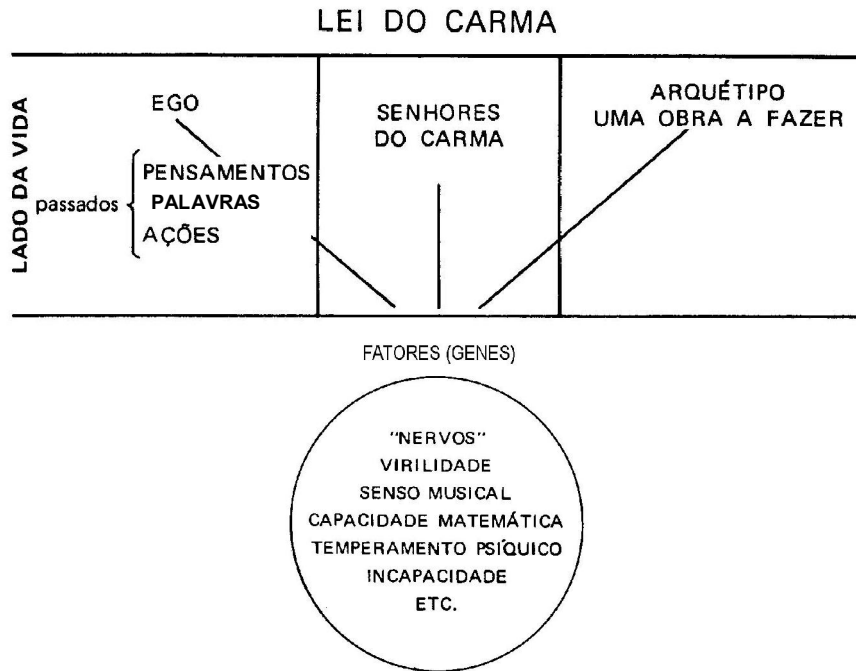 LEI DO CARMA
LADO DA VIDA
EGO
passados
PENSAMENTOS
PALAVRAS
AÇÕES
SENHORES
DO CARMA
ARQUÉTIPO
UMA OBRA A FAZER
FATORES (GENES)
"NERVOS"
VIRILIDADE
SENSO MUSICAL
CAPACIDADE MATEMÁTICA
TEMPERAMENTO PSÍQUICO
INCAPACIDADE
ETC.